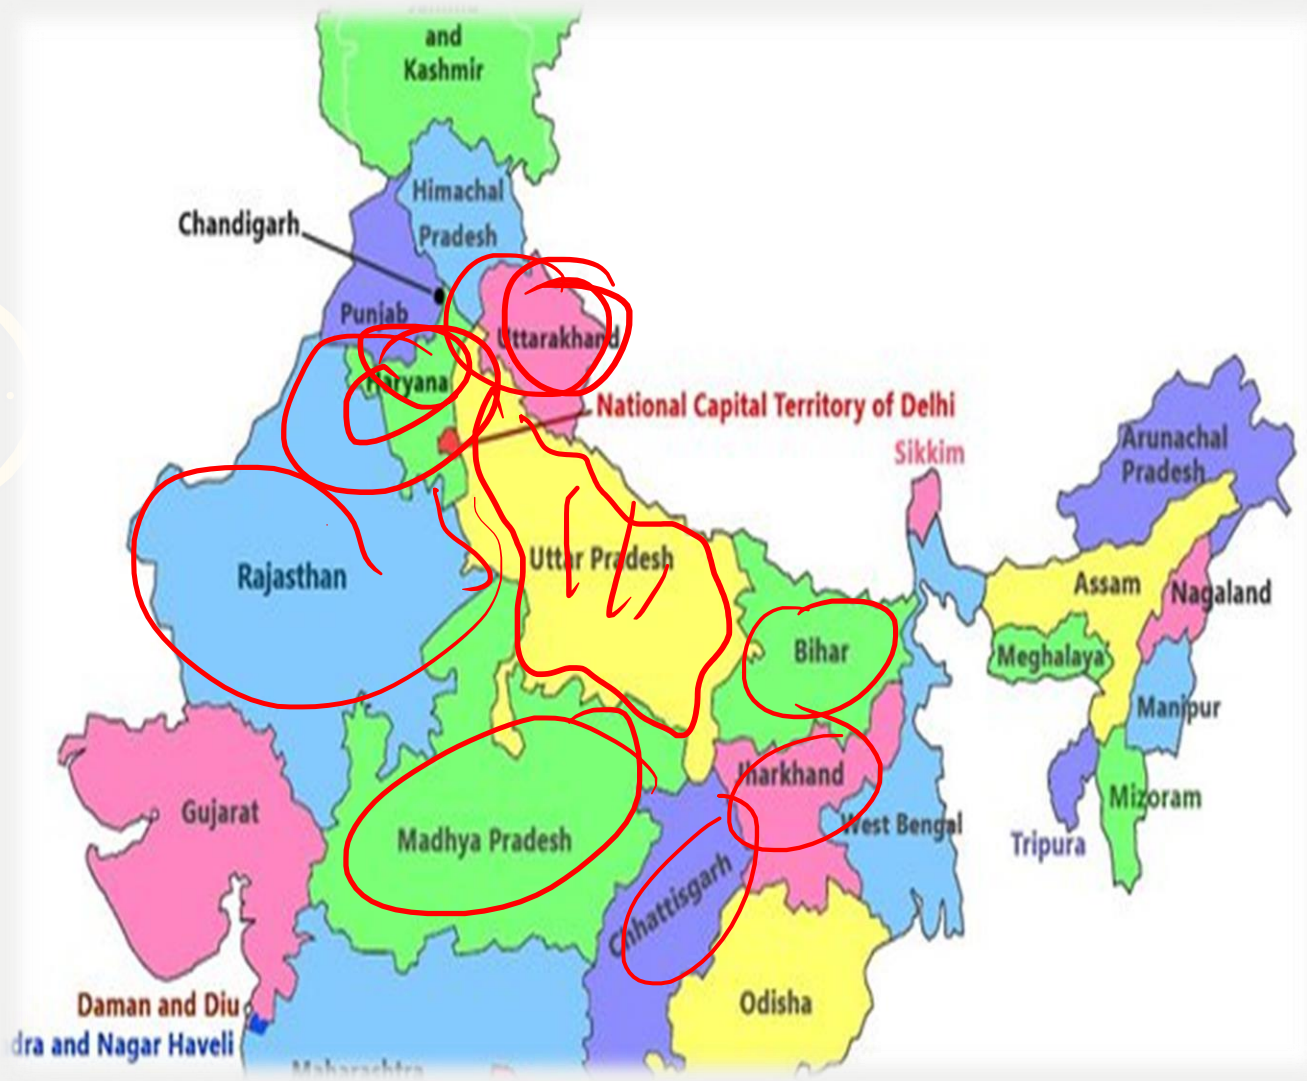 and
Kashmir
Himachal
Pradesh
Chandigarh
Punjab
Uttarakhand
Haryana
National Capital Territory of Delhi
Sikkim
Arunachal
Pradesh
Rajasthan
Uttar Pradesh
Assam
Nagaland
Bihar
Meghalaya
Manipur
Jharkhand
Gujarat
Madhya Pradesh
West Bengal
Mizoram
Tripura
Chhattisgarh
Daman and Diu
Odisha
dra and Nagar Haveli
Maharashtra